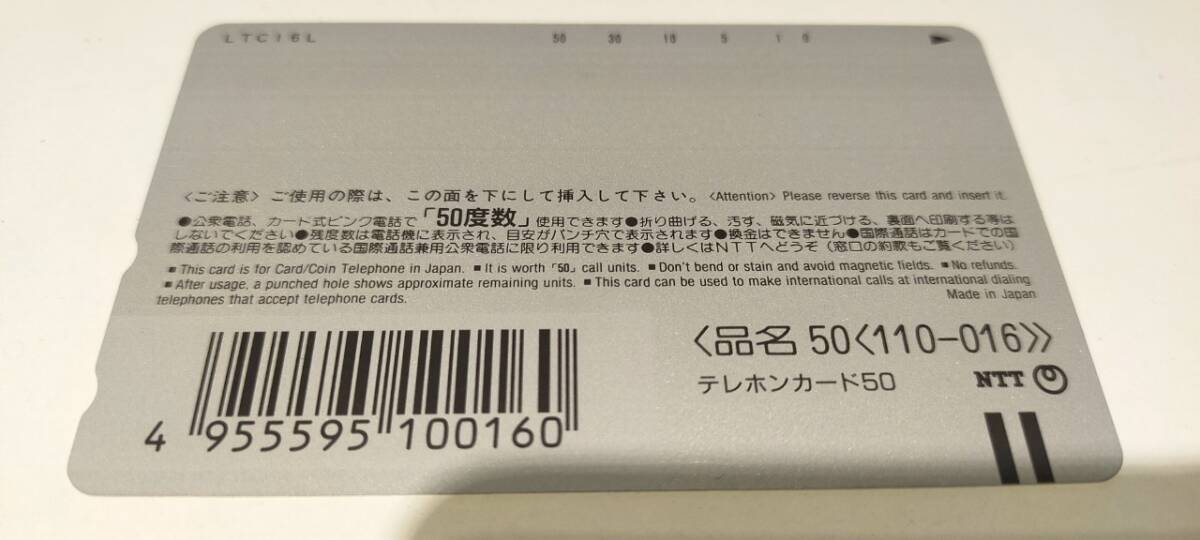 LTC16L 50 30 10 5 1 0
〈ご注意〉ご使用の際は、この面を下にして挿入して下さい。〈Attention〉Please reverse this card and insert it.
●公衆電話、カード式ピンク電話で「50度数」使用できます●折り曲げる、汚す、磁気に近づける、裏面へ印刷する等は
しないでください●残度数は電話機に表示され、目安がパンチ穴で表示されます●換金はできません●国際通話はカードでの国
際通話の利用を認めている国際通話兼用公衆電話に限り利用できます●詳しくはNTTへどうぞ(窓口の約款もご覧ください)
■This card is for Card/Coin Telephone in Japan. ■It is worth「50」call units. ■Don't bend or stain and avoid magnetic fields. ■No refunds.
■After usage, a punched hole shows approximate remaining units. ■This card can be used to make international calls at international dialing
telephones that accept telephone cards.
Made in Japan
〈品名 50〈110-016〉〉
テレホンカード50 NTT
4 955595 100160